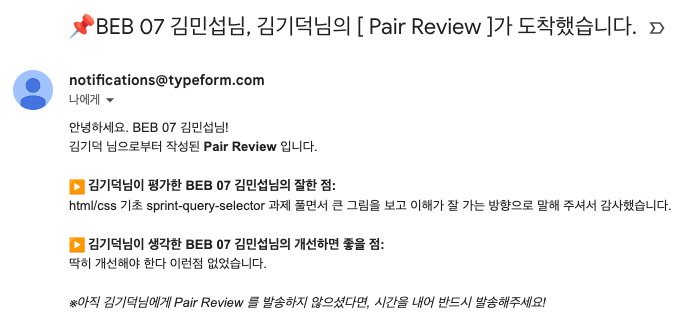 📌BEB 07 김민섭님, 김기덕님의 [ Pair Review ]가 도착했습니다.
notifications@typeform.com
나에게
안녕하세요. BEB 07 김민섭님!
김기덕 님으로부터 작성된 Pair Review 입니다.
▶️ 김기덕님이 평가한 BEB 07 김민섭님의 잘한 점:
html/css 기초 sprint-query-selector 과제 풀면서 큰 그림을 보고 이해가 잘 가는 방향으로 말해 주셔서 감사했습니다.
▶️ 김기덕님이 생각한 BEB 07 김민섭님의 개선하면 좋을 점:
딱히 개선해야 한다 이런점 없었습니다.
※아직 김기덕님에게 Pair Review 를 발송하지 않으셨다면, 시간을 내어 반드시 발송해주세요!